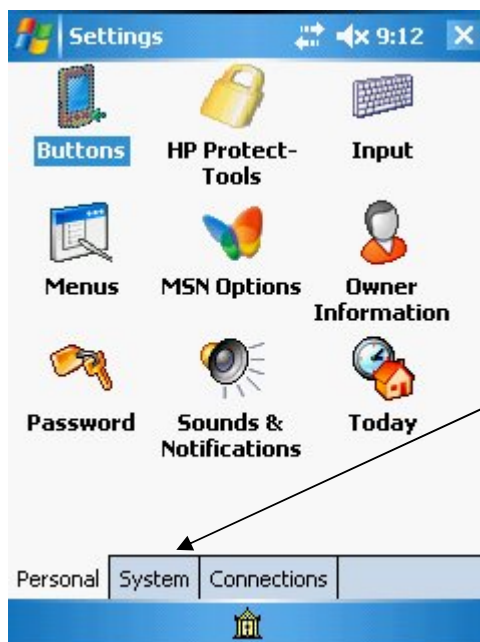 Settings 9:12
Buttons
HP Protect-
Tools
Input
Menus
MSN Options
Owner
Information
Password
Sounds &
Notifications
Today
Personal System Connections